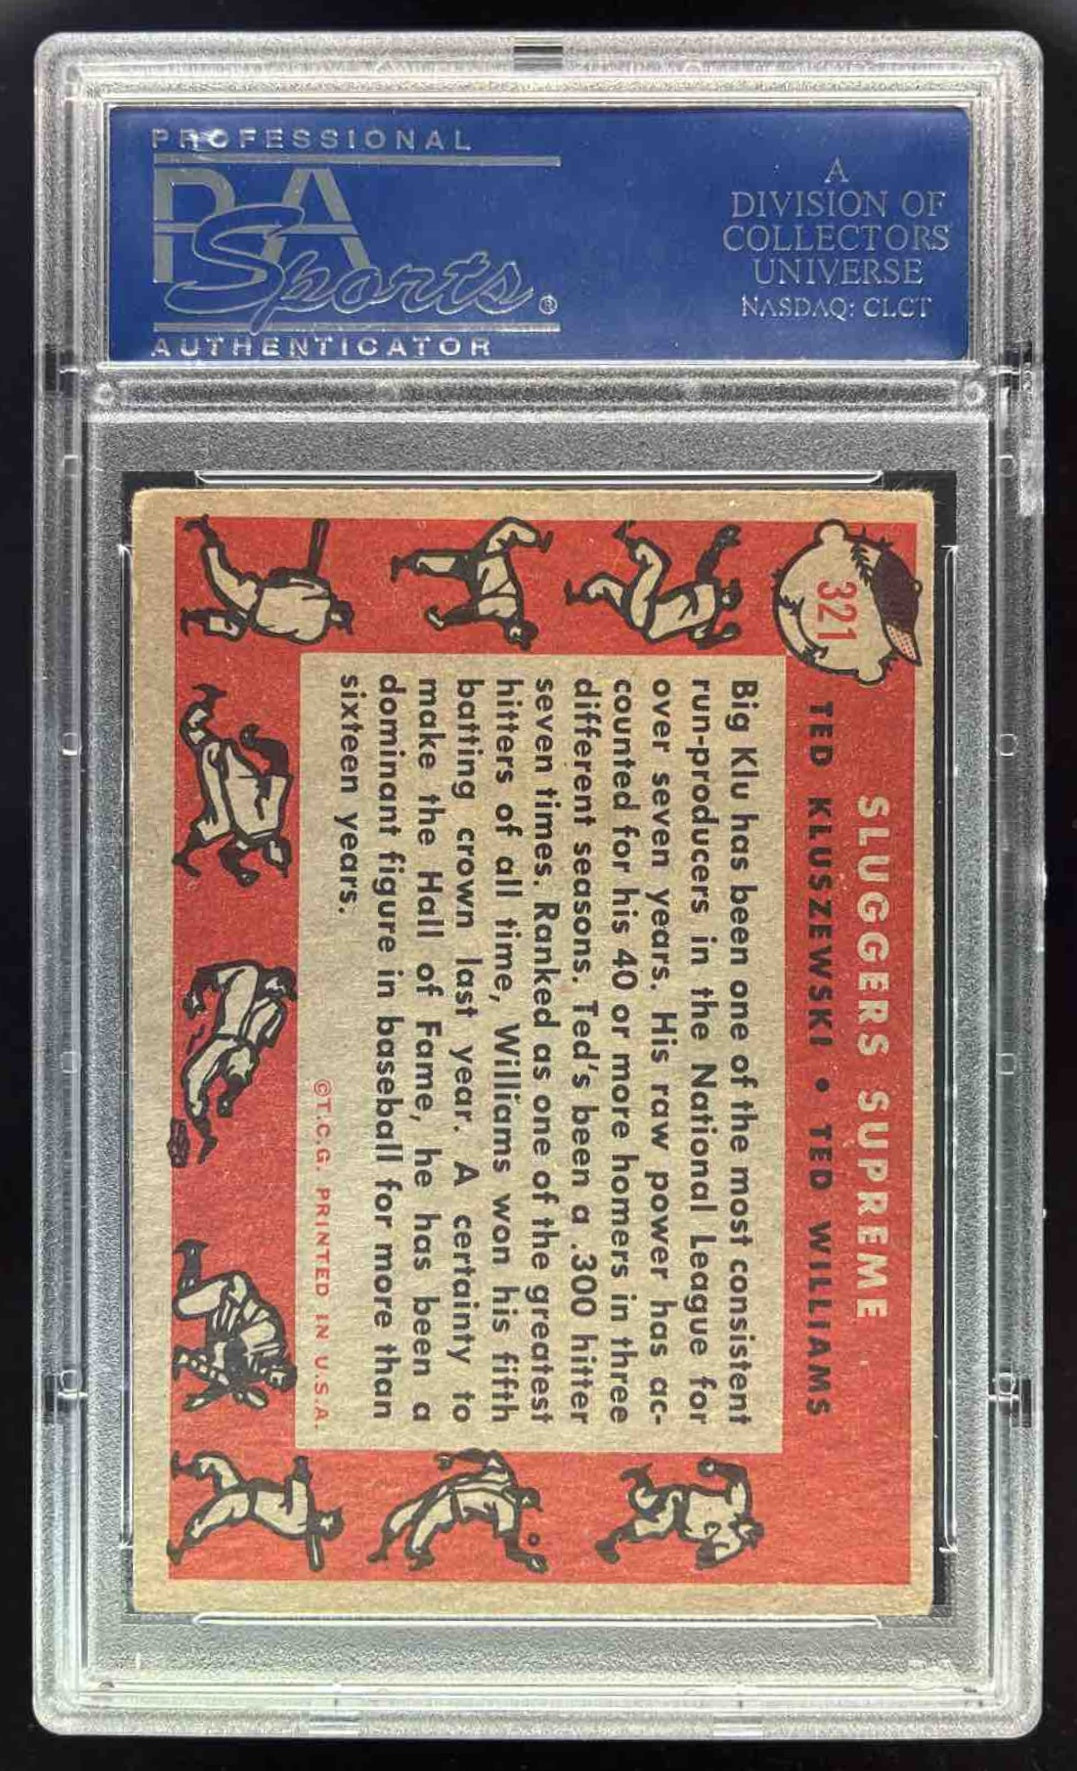 PROFESSIONAL
PSA
Sports®
AUTHENTICATOR
A
DIVISION OF
COLLECTORS
UNIVERSE
NASDAQ: CLCT
321
SLUGGERS SUPREME
TED KLUSZEWSKI • TED WILLIAMS
Big Klu has been one of the most consistent
run-producers in the National League for
over seven years. His raw power has ac-
counted for his 40 or more homers in three
different seasons. Ted's been a .300 hitter
seven times. Ranked as one of the greatest
hitters of all time, Williams won his fifth
batting crown last year. A certainty to
make the Hall of Fame, he has been a
dominant figure in baseball for more than
sixteen years.
©T.C.G. PRINTED IN U.S.A.